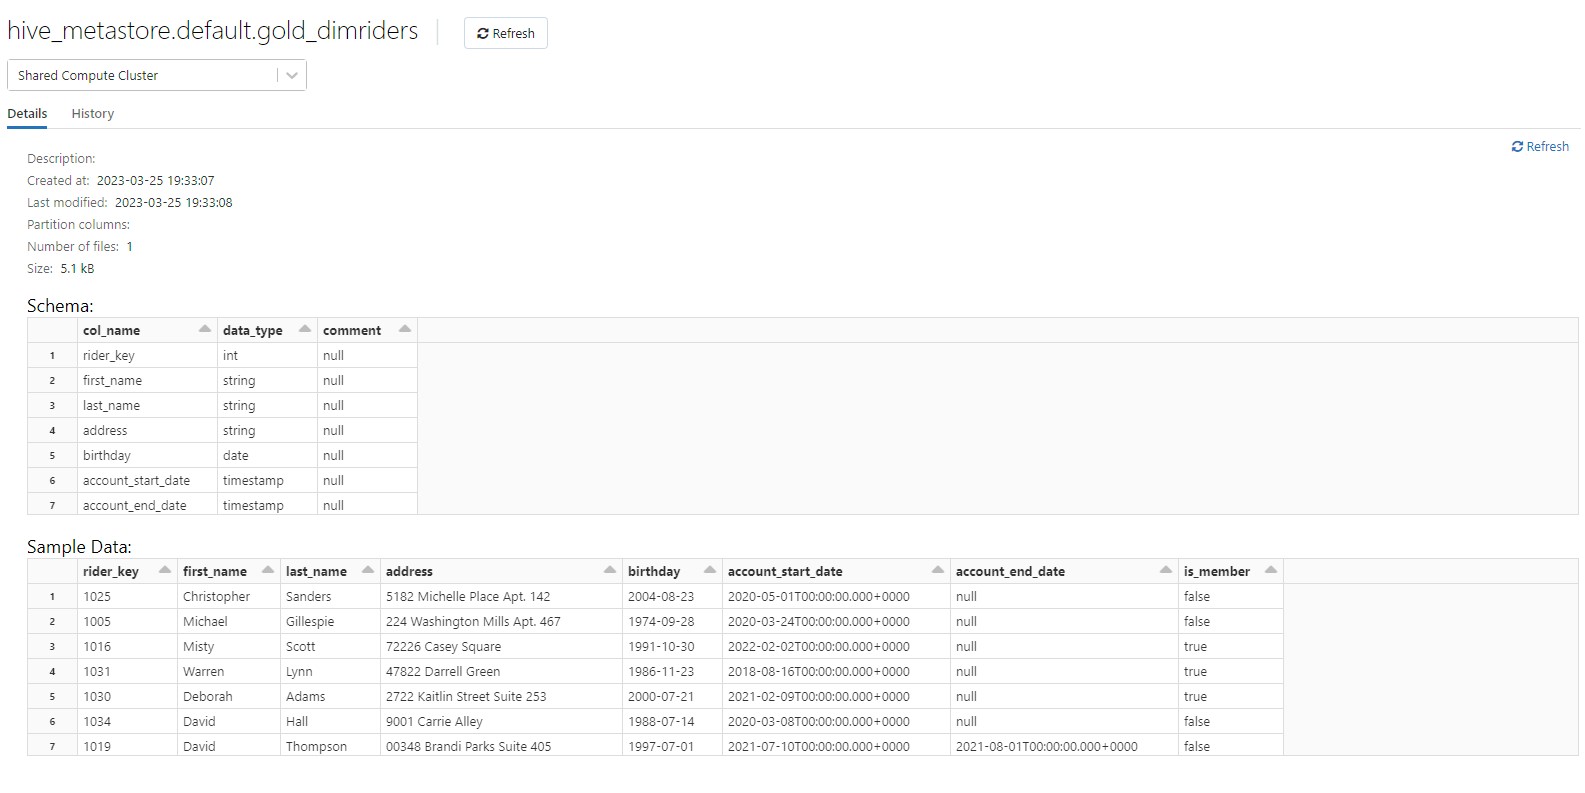 hive_metastore.default.gold_dimriders Refresh
Shared Compute Cluster
Details History
Refresh
Description:
Created at: 2023-03-25 19:33:07
Last modified: 2023-03-25 19:33:08
Partition columns:
Number of files: 1
Size: 5.1 kB
Schema:
col_name data_type comment
1 rider_key int null
2 first_name string null
3 last_name string null
4 address string null
5 birthday date null
6 account_start_date timestamp null
7 account_end_date timestamp null
Sample Data:
rider_key first_name last_name address birthday account_start_date account_end_date is_member
1 1025 Christopher Sanders 5182 Michelle Place Apt. 142 2004-08-23 2020-05-01T00:00:00.000+0000 null false
2 1005 Michael Gillespie 224 Washington Mills Apt. 467 1974-09-28 2020-03-24T00:00:00.000+0000 null false
3 1016 Misty Scott 72226 Casey Square 1991-10-30 2022-02-02T00:00:00.000+0000 null true
4 1031 Warren Lynn 47822 Darrell Green 1986-11-23 2018-08-16T00:00:00.000+0000 null true
5 1030 Deborah Adams 2722 Kaitlin Street Suite 253 2000-07-21 2021-02-09T00:00:00.000+0000 null true
6 1034 David Hall 9001 Carrie Alley 1988-07-14 2020-03-08T00:00:00.000+0000 null false
7 1019 David Thompson 00348 Brandi Parks Suite 405 1997-07-01 2021-07-10T00:00:00.000+0000 2021-08-01T00:00:00.000+0000 false